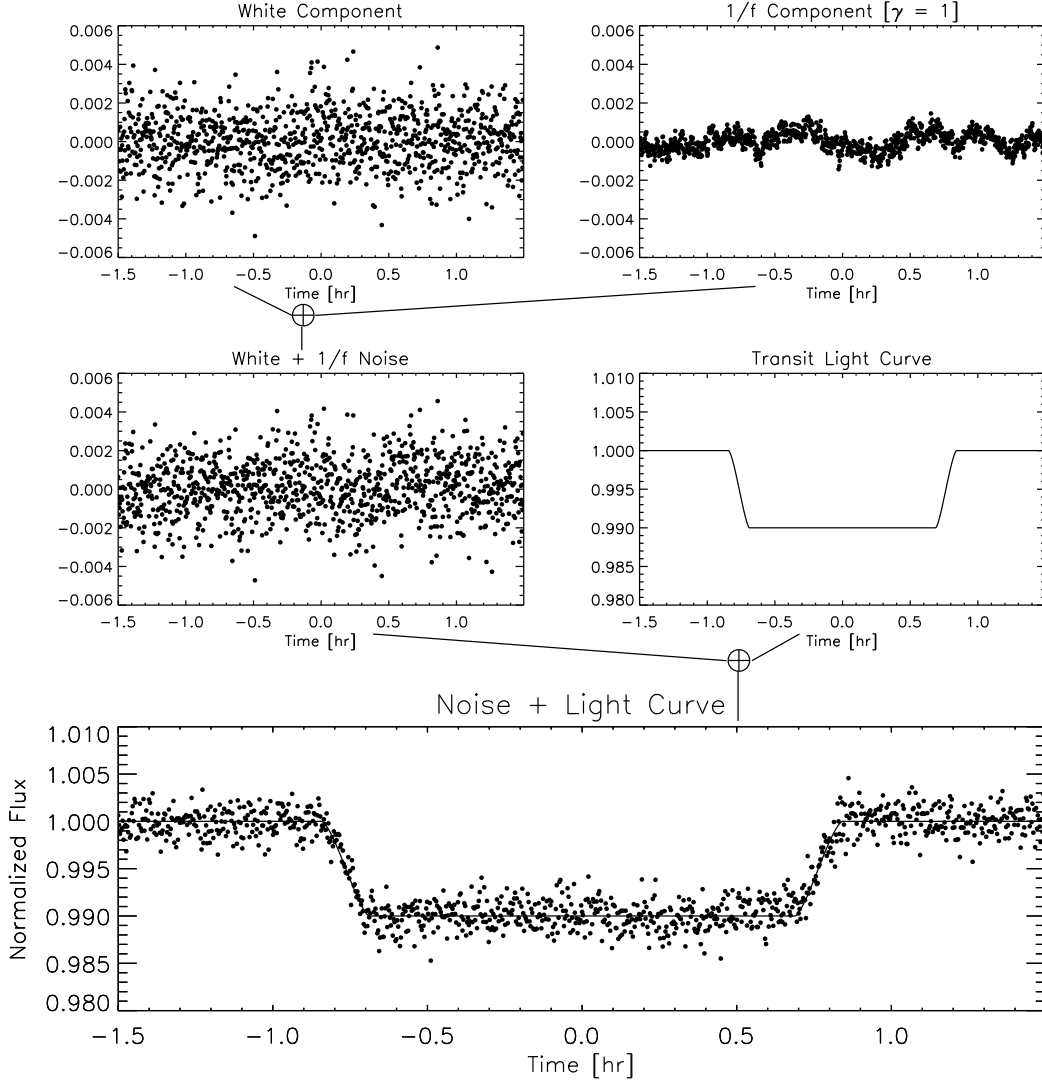 White Component
1/f Component [γ = 1]
0.006
0.004
0.002
0.000
−0.002
−0.004
−0.006
0.006
0.004
0.002
0.000
−0.002
−0.004
−0.006
−1.5 −1.0 −0.5 0.0 0.5 1.0
−1.5 −1.0 −0.5 0.0 0.5 1.0
Time [hr]
Time [hr]
White + 1/f Noise
Transit Light Curve
0.006
0.004
0.002
0.000
−0.002
−0.004
−0.006
1.010
1.005
1.000
0.995
0.990
0.985
0.980
−1.5 −1.0 −0.5 0.0 0.5 1.0
−1.5 −1.0 −0.5 0.0 0.5 1.0
Time [hr]
Time [hr]
Noise + Light Curve
Normalized Flux
1.010
1.005
1.000
0.995
0.990
0.985
0.980
−1.5 −1.0 −0.5 0.0 0.5 1.0
Time [hr]